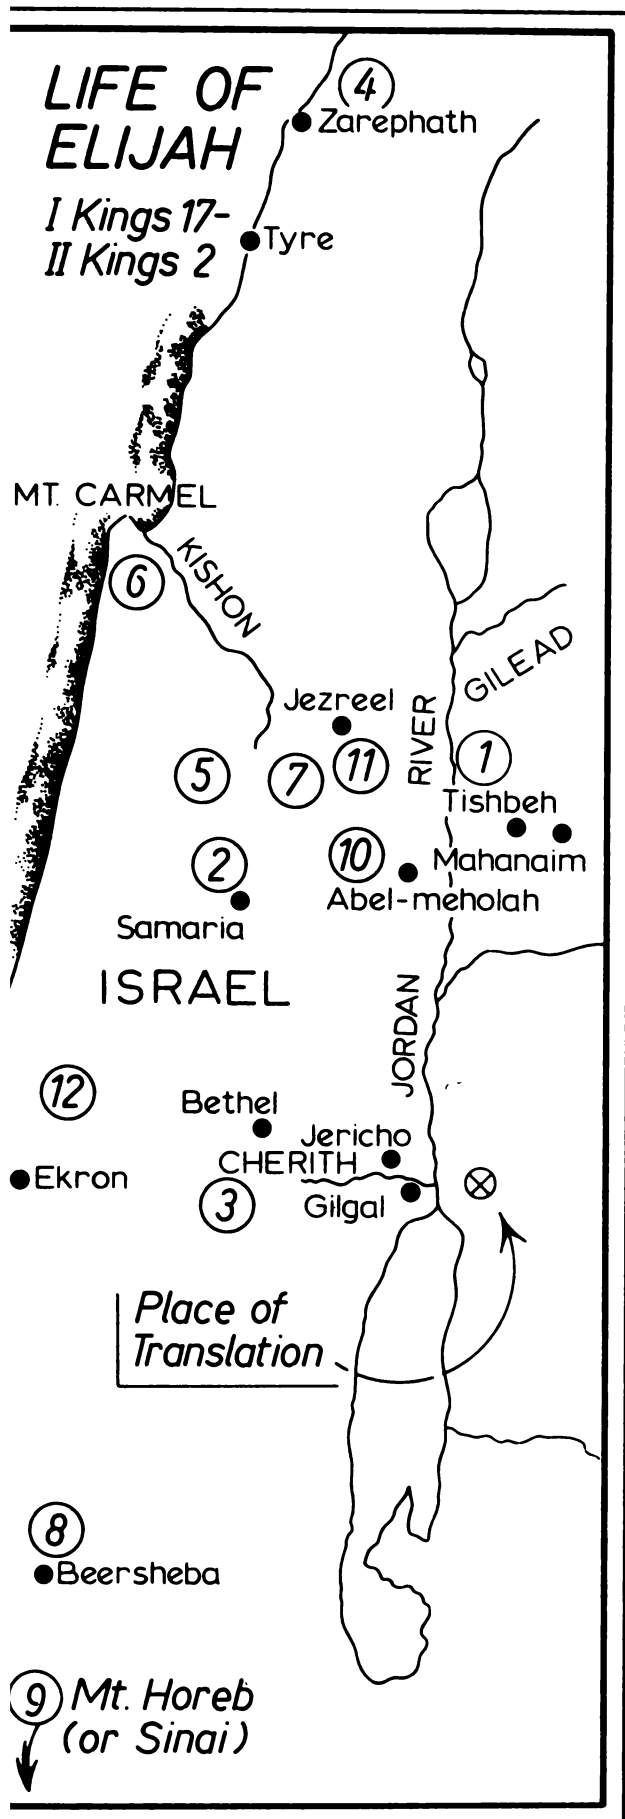 LIFE OF
ELIJAH
I Kings 17-
II Kings 2
4
Zarephath
Tyre
MT. CARMEL
6
KISHON
GILEAD
Jezreel
RIVER
5
7
11
1
Tishbeh
Mahanaim
2
10
Abel-meholah
Samaria
ISRAEL
JORDAN
12
Bethel
Jericho
CHERITH
Ekron
3
Gilgal
Place of
Translation
8
Beersheba
9 Mt. Horeb
(or Sinai)